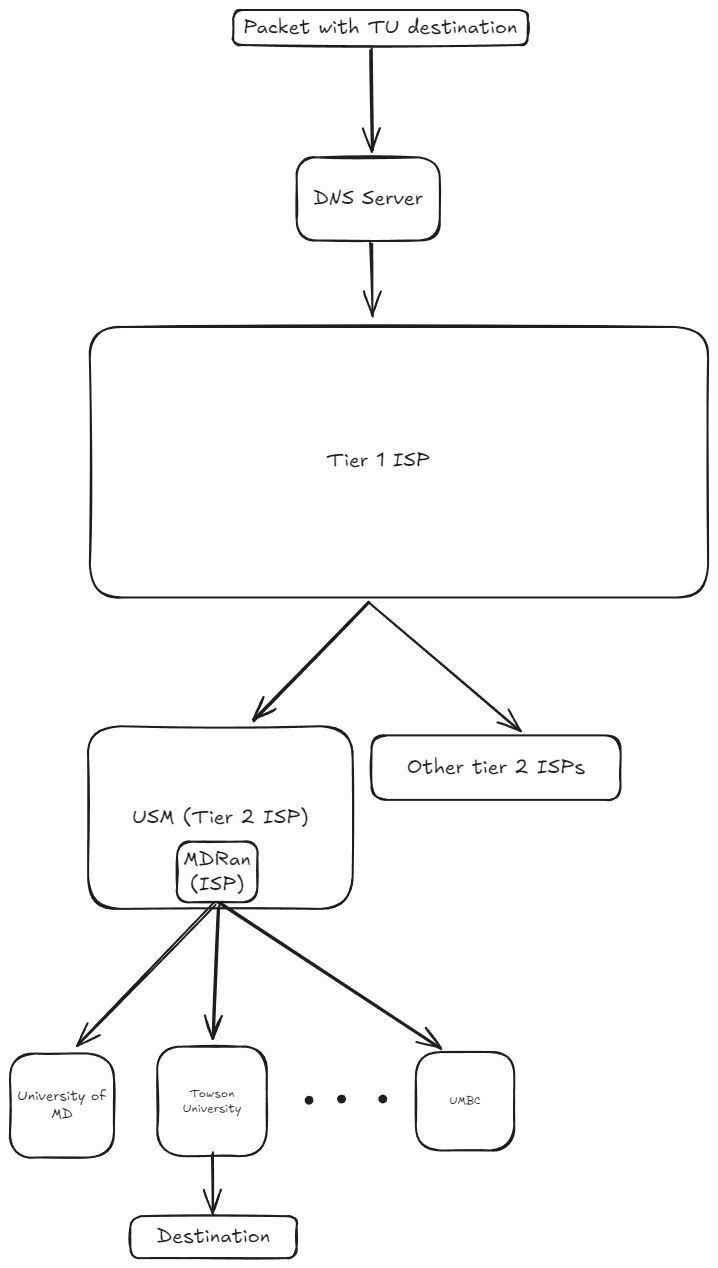 Packet with TU destination
DNS Server
Tier 1 ISP
Other tier 2 ISPs
USM (Tier 2 ISP)
MDRan
(ISP)
University of
MD
Towson
University
UMBC
Destination